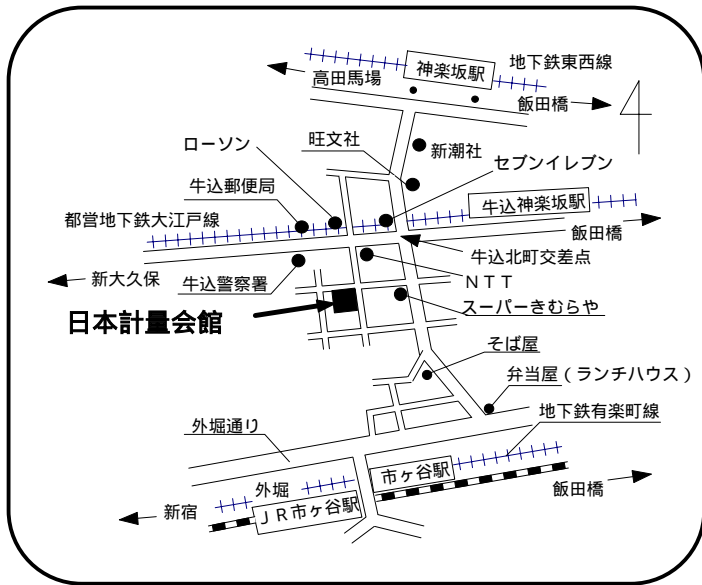 地下鉄東西線
神楽坂駅
高田馬場
飯田橋
旺文社
新潮社
ローソン
セブンイレブン
牛込郵便局
牛込神楽坂駅
都営地下鉄大江戸線
飯田橋
牛込北町交差点
新大久保
牛込警察署
ＮＴＴ
スーパーきむらや
日本計量会館
そば屋
弁当屋（ランチハウス）
地下鉄有楽町線
外堀通り
市ヶ谷駅
外堀
飯田橋
新宿
ＪＲ市ヶ谷駅